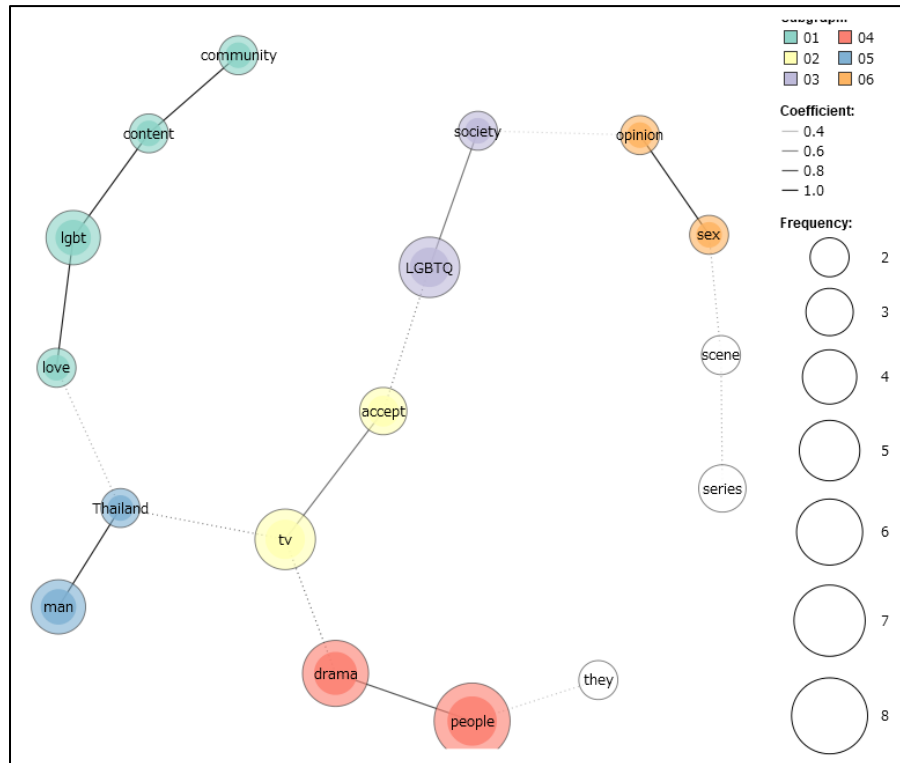 community
content
lgbt
love
Thailand
man
society
opinion
LGBTQ
sex
scene
series
accept
tv
drama
people
they
01 04
02 05
03 06
Coefficient:
0.4
0.6
0.8
1.0
Frequency:
2
3
4
5
6
7
8